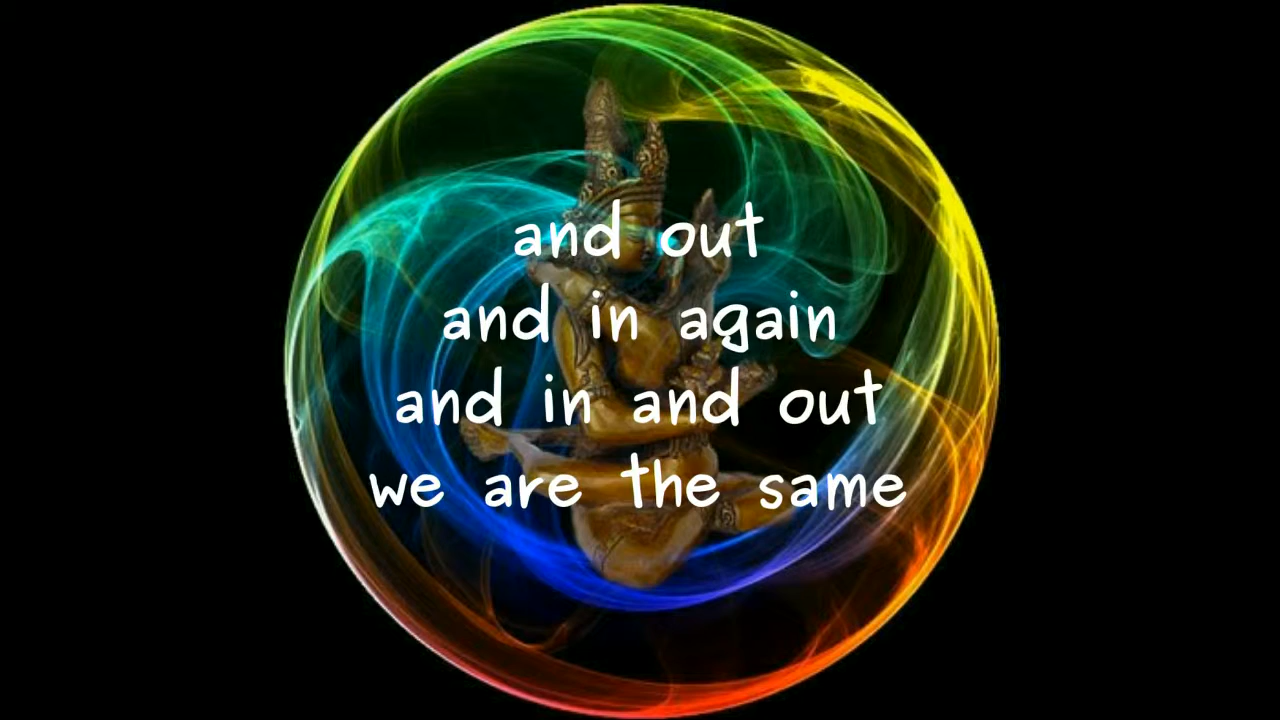 and out
and in again
and in and out
we are the same